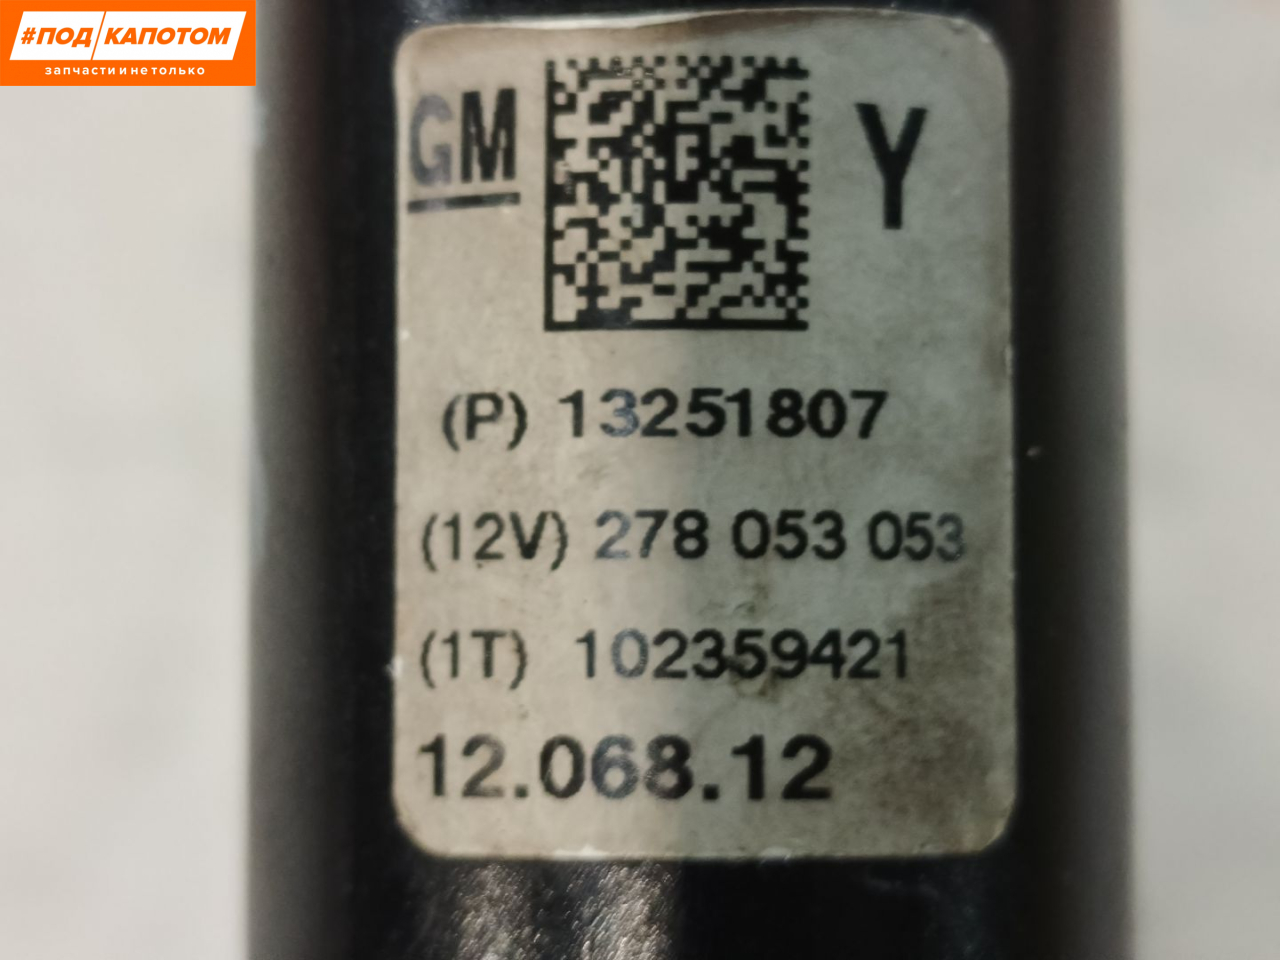 #ПОД КАПОТОМ
запчасти и не только
GM
Y
(P) 13251807
(12V) 278 053 053
(1T) 102359421
12.068.12